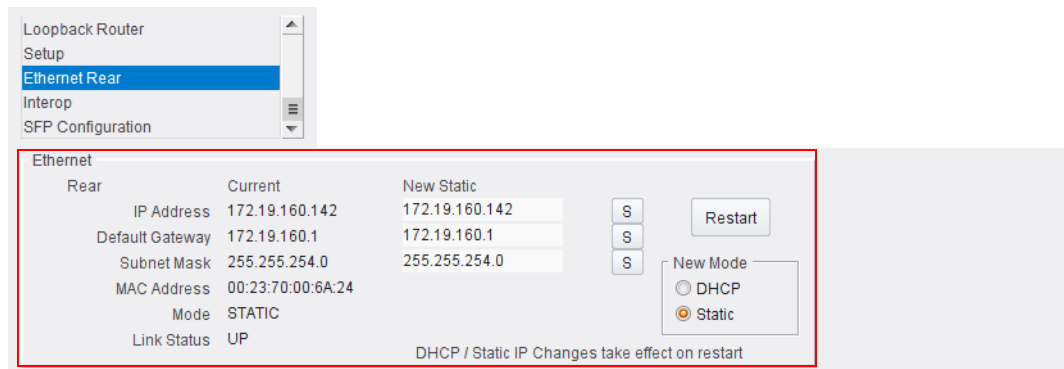 Loopback Router
Setup
Ethernet Rear
Interop
SFP Configuration
Ethernet
Rear Current New Static
IP Address 172.19.160.142 172.19.160.142 S Restart
Default Gateway 172.19.160.1 172.19.160.1 S
Subnet Mask 255.255.254.0 255.255.254.0 S New Mode
MAC Address 00:23:70:00:6A:24 DHCP
Mode STATIC Static
Link Status UP
DHCP / Static IP Changes take effect on restart